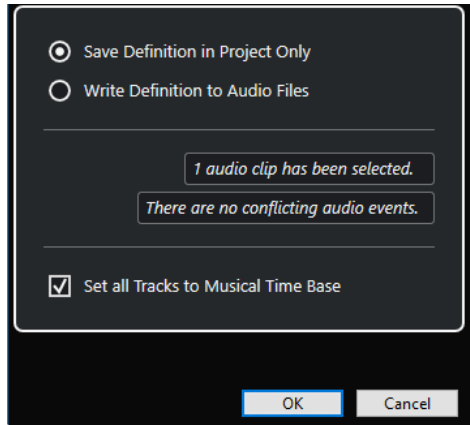 Save Definition in Project Only
Write Definition to Audio Files
1 audio clip has been selected.
There are no conflicting audio events.
Set all Tracks to Musical Time Base
OK Cancel